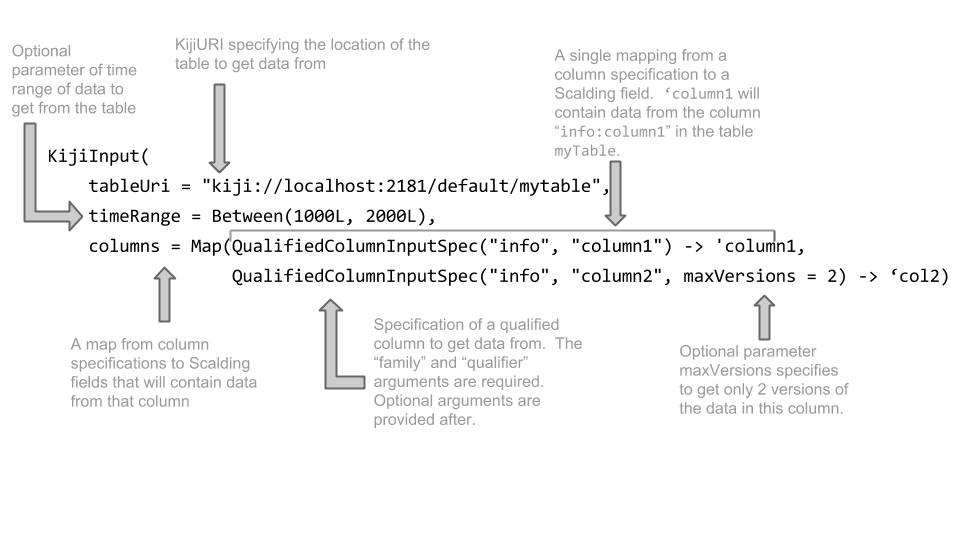 Optional
parameter of time
range of data to
get from the table
KijiURI specifying the location of the
table to get data from
A single mapping from a
column specification to a
Scalding field.  ‘column1 will
contain data from the column
“info:column1” in the table
myTable.
KijiInput(
tableUri = "kiji://localhost:2181/default/mytable",
timeRange = Between(1000L, 2000L),
columns = Map(QualifiedColumnInputSpec("info", "column1") -> 'column1,
QualifiedColumnInputSpec("info", "column2", maxVersions = 2) -> ‘col2)
A map from column
specifications to Scalding
fields that will contain data
from that column
Specification of a qualified
column to get data from.  The
“family” and “qualifier”
arguments are required.
Optional arguments are
provided after.
Optional parameter
maxVersions specifies
to get only 2 versions of
the data in this column.